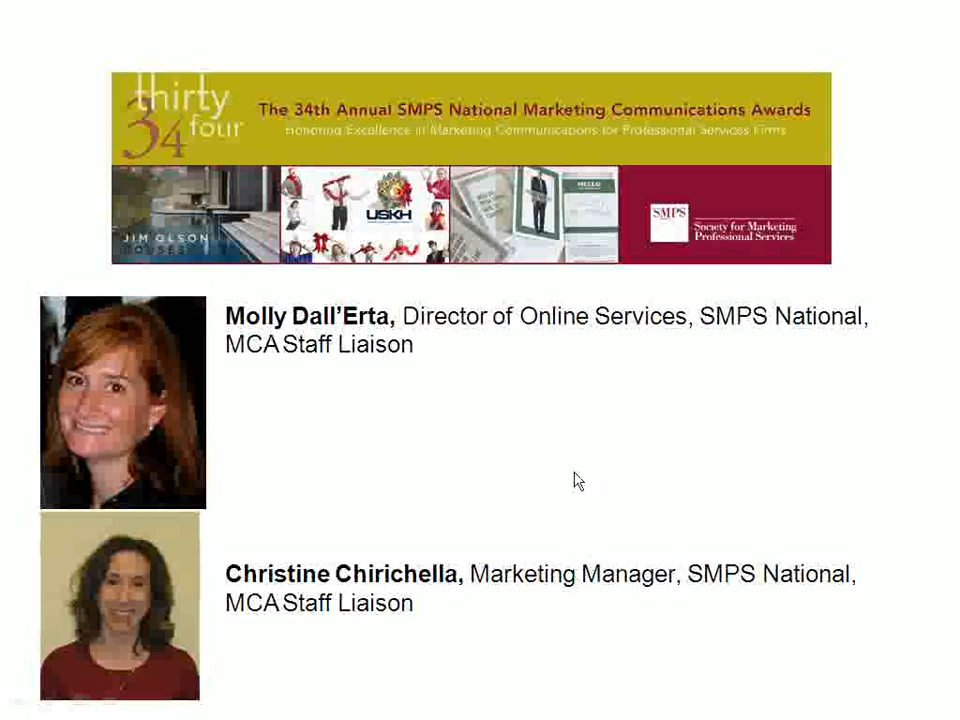 thirty
34
four
The 34th Annual SMPS National Marketing Communications Awards
Honoring Excellence in Marketing Communications for Professional Services Firms
JIM OLSON
HOUSES
USKH
HELLO
SMPS
Society for Marketing
Professional Services
Molly Dall’Erta, Director of Online Services, SMPS National,
MCA Staff Liaison
Christine Chirichella, Marketing Manager, SMPS National,
MCA Staff Liaison